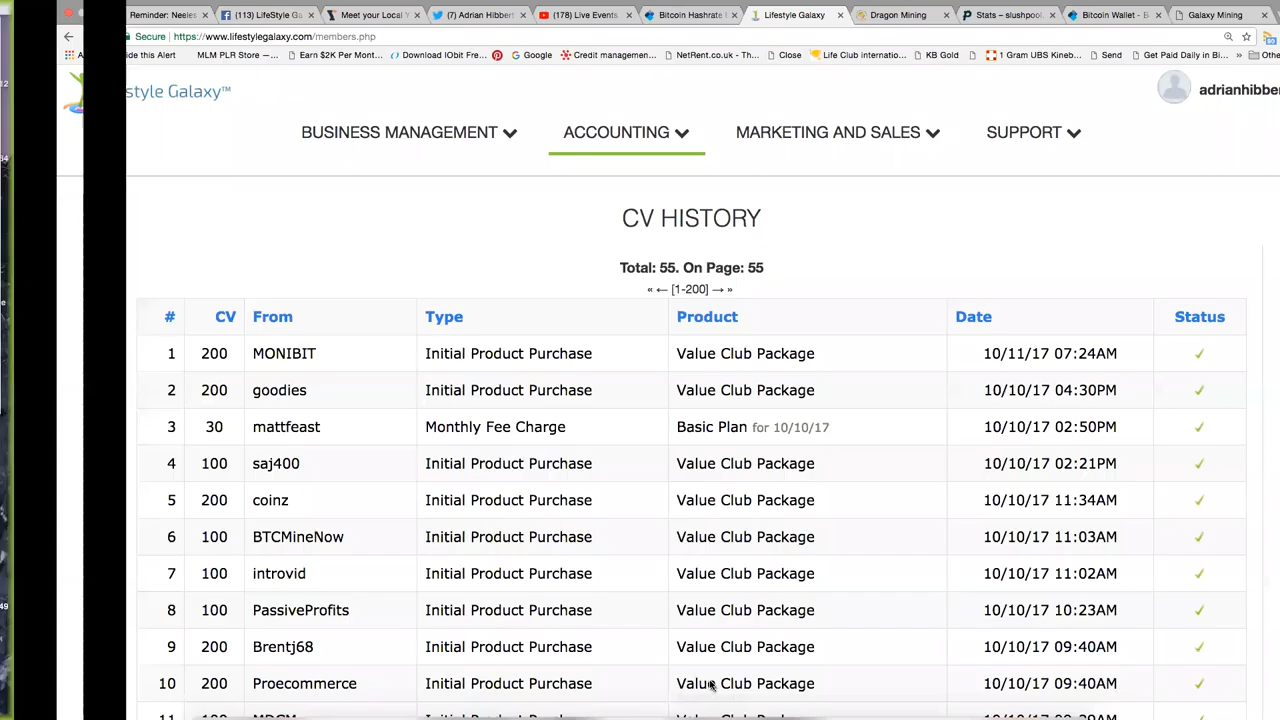 Reminder: Neeles
(113) LifeStyle Ga
Meet your Local
(7) Adrian Hibbert
(178) Live Events
Bitcoin Hashrate
Lifestyle Galaxy
Dragon Mining
Stats – slushpool.
Bitcoin Wallet - B
Galaxy Mining
Secure https://www.lifestylegalaxy.com/members.php
A
ide this Alert
MLM PLR Store —...
Earn $2K Per Mont...
Download IObit Fre...
Google
Credit managemen...
NetRent.co.uk - Th...
Close
Life Club internatio...
KB Gold
1 Gram UBS Kineb...
Send
Get Paid Daily in Bi...
» Othe
estyle Galaxy™
adrianhibber
BUSINESS MANAGEMENT
ACCOUNTING
MARKETING AND SALES
SUPPORT
CV HISTORY
Total: 55. On Page: 55
« ← [1-200] → »
# CV From Type Product Date Status
1 200 MONIBIT Initial Product Purchase Value Club Package 10/11/17 07:24AM ✓
2 200 goodies Initial Product Purchase Value Club Package 10/10/17 04:30PM ✓
3 30 mattfeast Monthly Fee Charge Basic Plan for 10/10/17 10/10/17 02:50PM ✓
4 100 saj400 Initial Product Purchase Value Club Package 10/10/17 02:21PM ✓
5 200 coinz Initial Product Purchase Value Club Package 10/10/17 11:34AM ✓
6 100 BTCMineNow Initial Product Purchase Value Club Package 10/10/17 11:03AM ✓
7 100 introvid Initial Product Purchase Value Club Package 10/10/17 11:02AM ✓
8 100 PassiveProfits Initial Product Purchase Value Club Package 10/10/17 10:23AM ✓
9 200 Brentj68 Initial Product Purchase Value Club Package 10/10/17 09:40AM ✓
10 200 Proecommerce Initial Product Purchase Value Club Package 10/10/17 09:40AM ✓